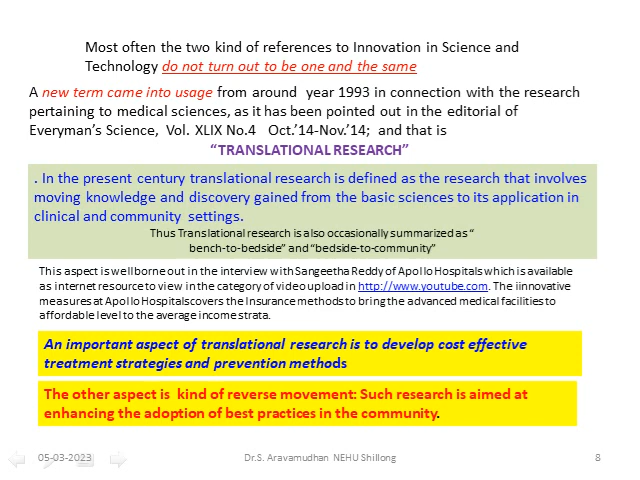 Most often the two kind of references to Innovation in Science and
Technology do not turn out to be one and the same
A new term came into usage from around  year 1993 in connection with the research
pertaining to medical sciences, as it has been pointed out in the editorial of
Everyman’s Science,  Vol. XLIX No.4   Oct.’14-Nov.’14;  and that is
“TRANSLATIONAL RESEARCH”
. In the present century translational research is defined as the research that involves
moving knowledge and discovery gained from the basic sciences to its application in
clinical and community  settings.
Thus Translational research is also occasionally summarized as “
bench-to-bedside” and “bedside-to-community”
This aspect is well borne out in the interview with Sangeetha Reddy of Apollo Hospitals which is available
as internet resource to view in the category of video upload in http://www.youtube.com. The iinnovative
measures at Apollo Hospitalscovers the Insurance methods to bring the advanced medical facilities to
affordable level to the average income strata.
An important aspect of translational research is to develop cost effective
treatment strategies and prevention methods
The other aspect is  kind of reverse movement: Such research is aimed at
enhancing the adoption of best practices in the community.
05-03-2023
Dr.S. Aravamudhan NEHU Shillong
8